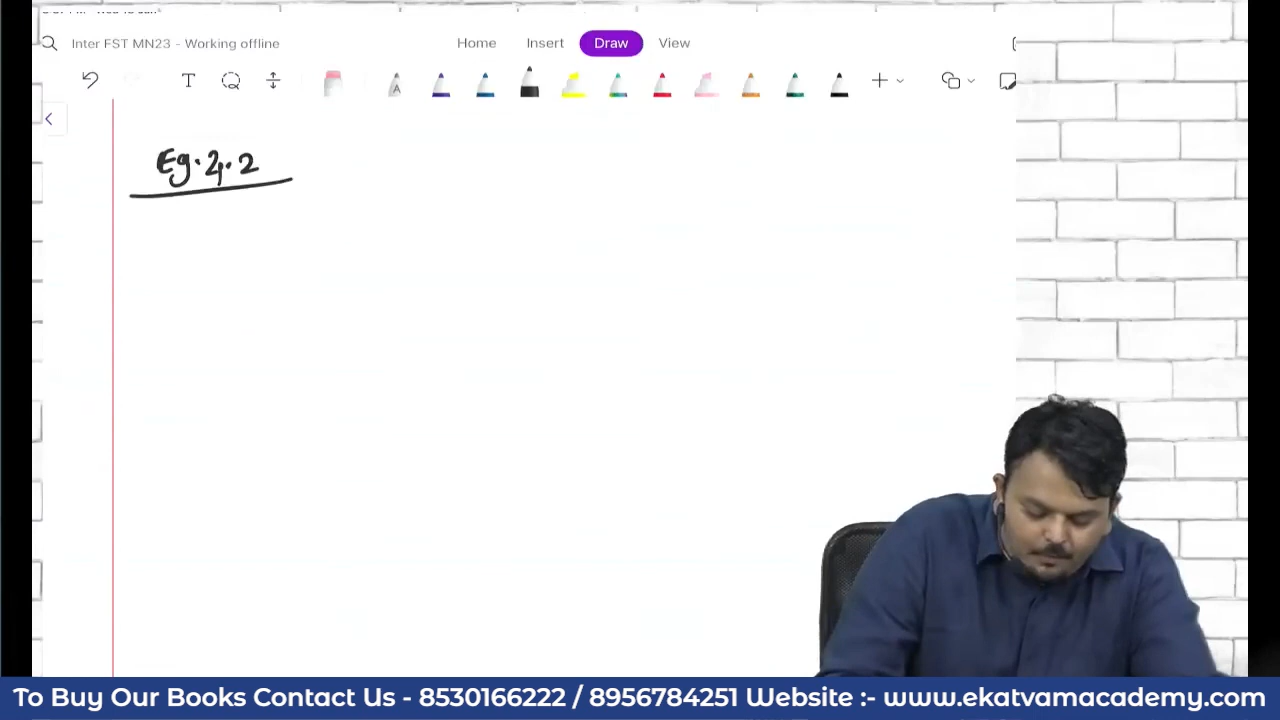 Inter FST MN23 - Working offline
Home Insert Draw View
A
Eg. 2.2
To Buy Our Books Contact Us - 8530166222 / 8956784251 Website :- www.ekatvamacademy.com